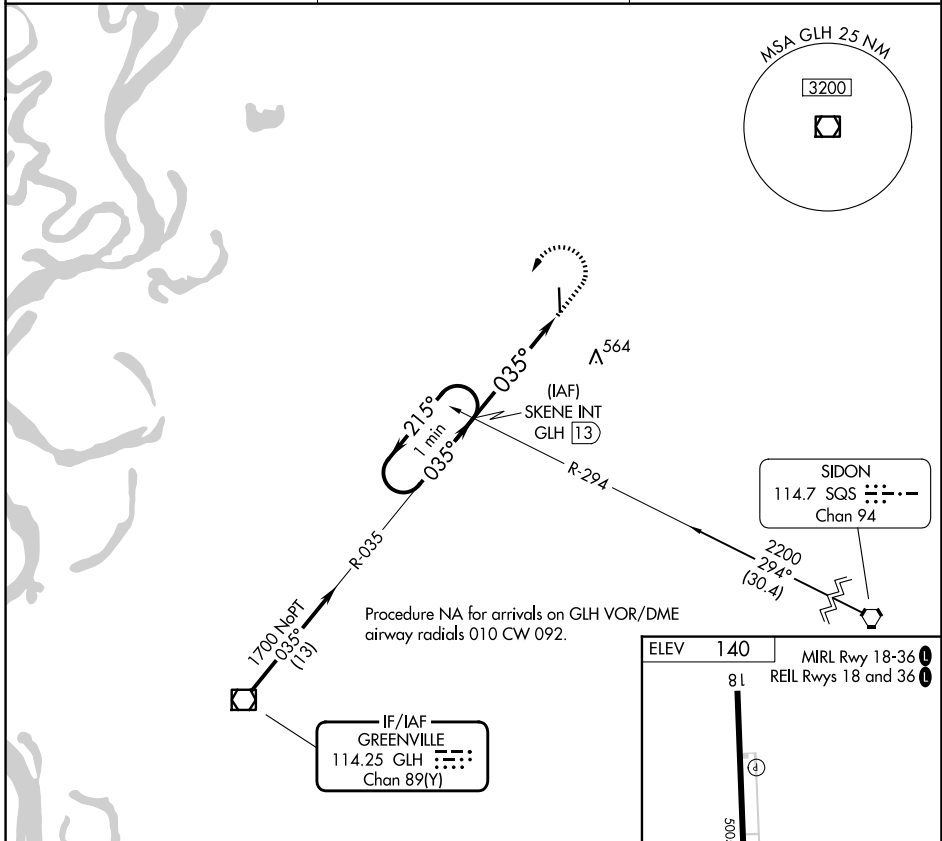 MSA GLH 25 NM
3200
564
035°
(IAF)
SKENE INT
GLH 13
215°
1 min
035°
R-294
SIDON
114.7 SQS
Chan 94
R-035
2200
294°
(30.4)
1700 NoPT
035°
(13)
Procedure NA for arrivals on GLH VOR/DME
airway radials 010 CW 092.
IF/IAF
GREENVILLE
114.25 GLH
Chan 89(Y)
ELEV 140
MIRL Rwy 18-36 L
REIL Rwys 18 and 36 L
18
P